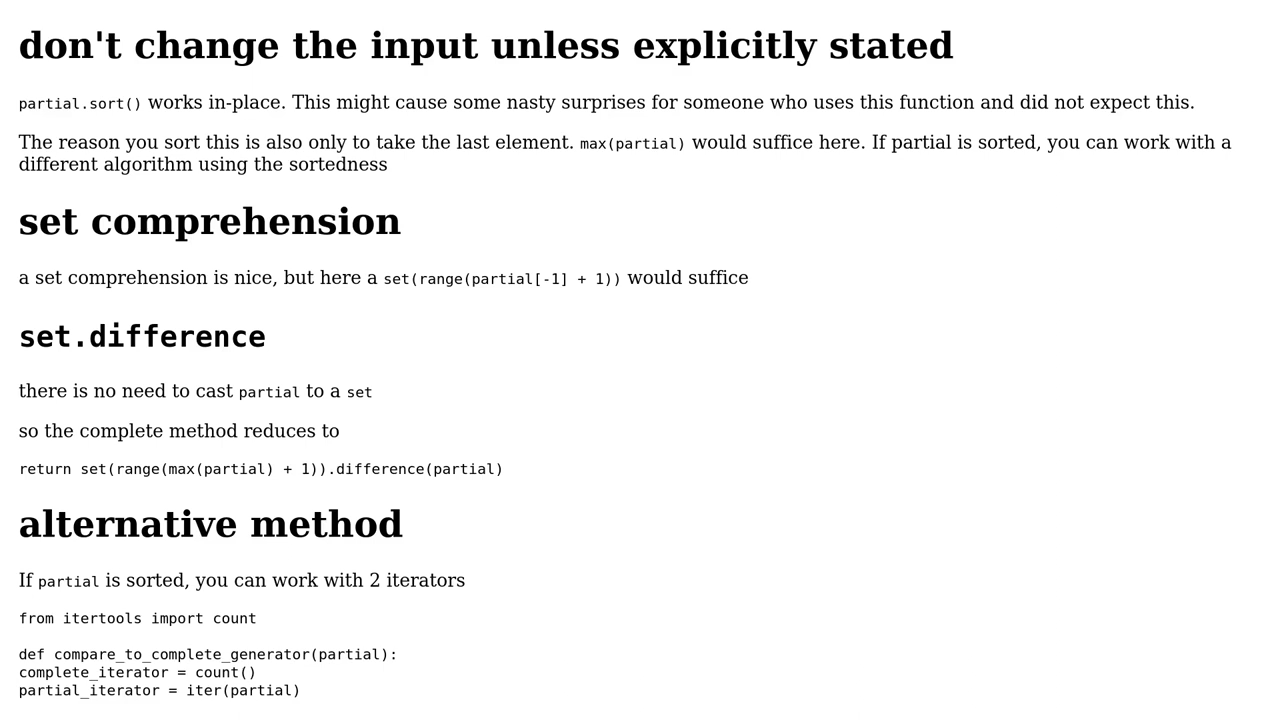 don't change the input unless explicitly stated
partial.sort() works in-place. This might cause some nasty surprises for someone who uses this function and did not expect this.
The reason you sort this is also only to take the last element. max(partial) would suffice here. If partial is sorted, you can work with a
different algorithm using the sortedness
set comprehension
a set comprehension is nice, but here a set(range(partial[-1] + 1)) would suffice
set.difference
there is no need to cast partial to a set
so the complete method reduces to
return set(range(max(partial) + 1)).difference(partial)
alternative method
If partial is sorted, you can work with 2 iterators
from itertools import count
def compare_to_complete_generator(partial):
complete_iterator = count()
partial_iterator = iter(partial)